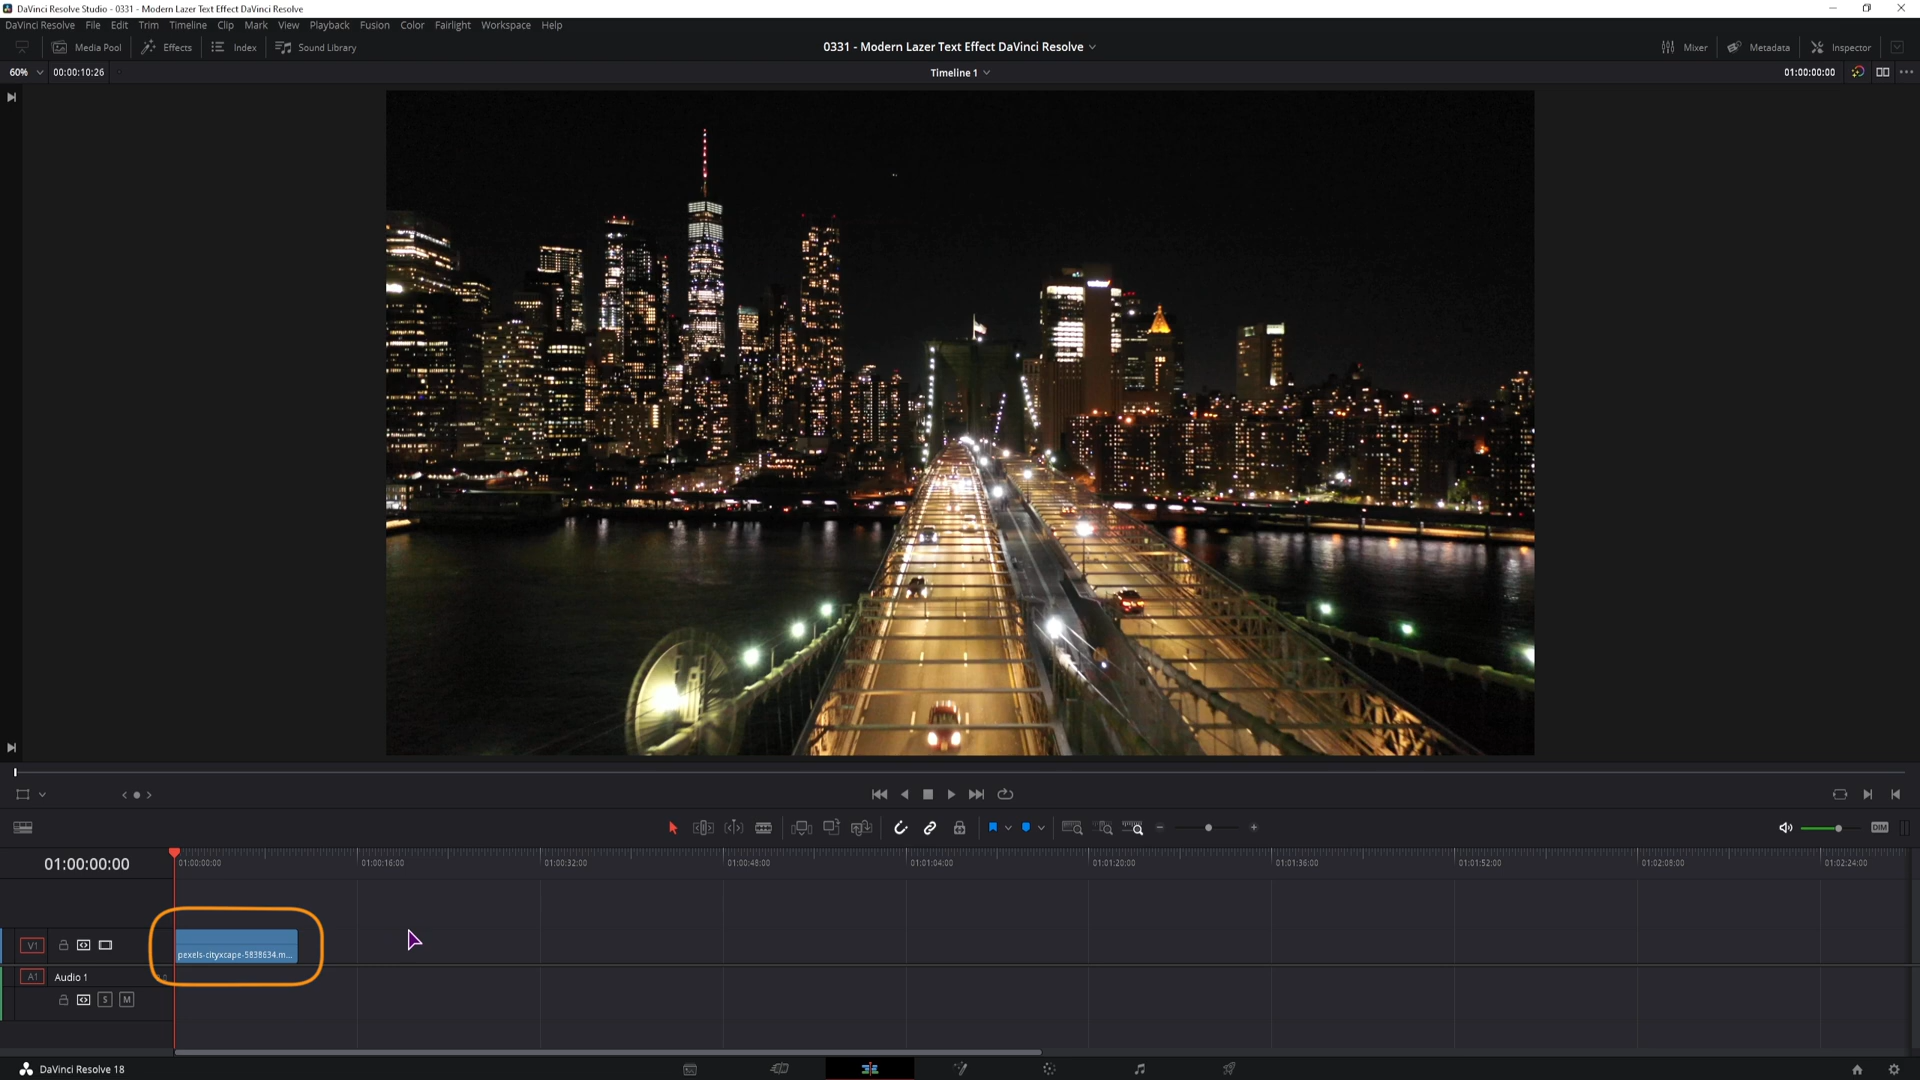 DaVinci Resolve Studio - 0331 - Modern Lazer Text Effect DaVinci Resolve
DaVinci Resolve File Edit Trim Timeline Clip Mark View Playback Fusion Color Fairlight Workspace Help
Media Pool Effects Index Sound Library 0331 - Modern Lazer Text Effect DaVinci Resolve Mixer Metadata Inspector
60% 00:00:10:26 Timeline 1 01:00:00:00
DIM
01:00:00:00 01:00:00:00 01:00:16:00 01:00:32:00 01:00:48:00 01:01:04:00 01:01:20:00 01:01:36:00 01:01:52:00 01:02:08:00 01:02:24:00
V1
pexels-cityxcape-5838634.m...
A1 Audio 1
S M
DaVinci Resolve 18